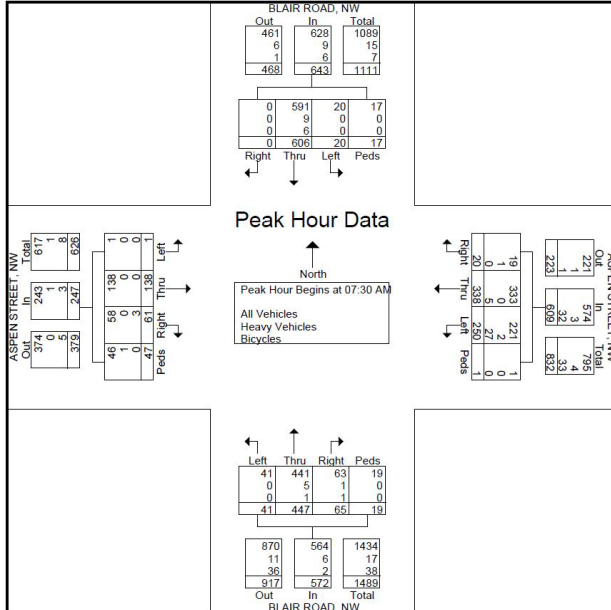 BLAIR ROAD, NW
Out In Total
461 628 1089
6 9 15
1 6 7
468 643 1111
0 591 20 17
0 9 0 0
0 6 0 0
0 606 20 17
Right Thru Left Peds
Peak Hour Data
North
Peak Hour Begins at 07:30 AM
All Vehicles
Heavy Vehicles
Bicycles
ASPEN STREET, NW
Out In Total
374 243 617
0 1 1
5 3 8
379 247 626
Peds Right Thru Left
46 58 138 1
1 0 0 0
0 3 0 0
47 61 138 1
ASPEN STREET, NW
Out In Total
221 574 795
1 3 4
1 32 33
223 609 832
19 333 221 1
1 0 2 0
0 5 27 0
20 338 250 1
Right Thru Left Peds
Left Thru Right Peds
41 441 63 19
0 5 1 0
0 1 1 0
41 447 65 19
870 564 1434
11 6 17
36 2 38
917 572 1489
Out In Total
BLAIR ROAD, NW